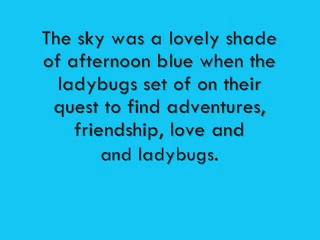 The sky was a lovely shade
of afternoon blue when the
ladybugs set of on their
quest to find adventures,
friendship, love and
and ladybugs.